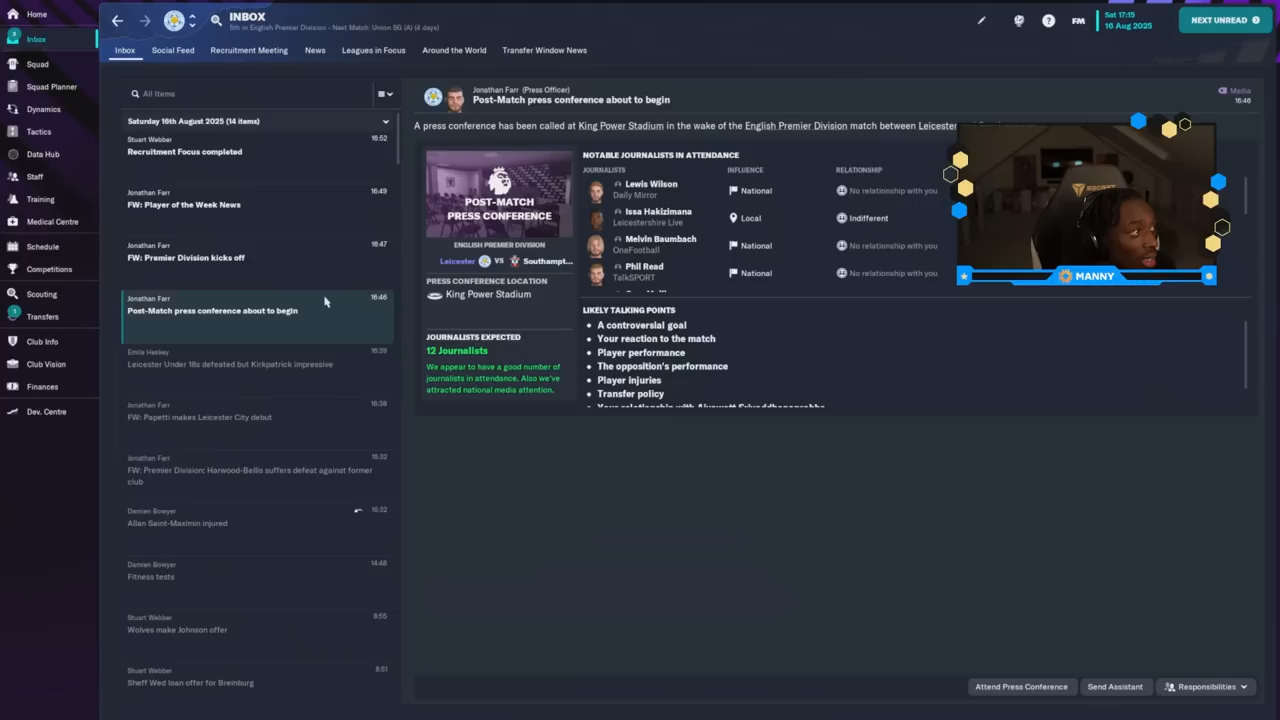 Home
3
Inbox
Squad
Squad Planner
Dynamics
Tactics
Data Hub
Staff
Training
Medical Centre
Schedule
Competitions
Scouting
1
Transfers
Club Info
Club Vision
Finances
Dev. Centre
INBOX
5th in English Premier Division - Next Match: Union SG (A) (4 days)
FM
Sat 17:15
16 Aug 2025
NEXT UNREAD
Inbox
Social Feed
Recruitment Meeting
News
Leagues in Focus
Around the World
Transfer Window News
All Items
Saturday 16th August 2025 (14 items)
Stuart Webber 16:52
Recruitment Focus completed
Jonathan Farr 16:49
FW: Player of the Week News
Jonathan Farr 16:47
FW: Premier Division kicks off
Jonathan Farr 16:46
Post-Match press conference about to begin
Emile Heskey 16:39
Leicester Under 18s defeated but Kirkpatrick impressive
Jonathan Farr 16:38
FW: Papetti makes Leicester City debut
Jonathan Farr 16:32
FW: Premier Division: Harwood-Bellis suffers defeat against former
club
Damien Bowyer 16:32
Allan Saint-Maximin injured
Damien Bowyer 14:48
Fitness tests
Stuart Webber 8:55
Wolves make Johnson offer
Stuart Webber 8:51
Sheff Wed loan offer for Breinburg
Jonathan Farr (Press Officer)
Post-Match press conference about to begin
Media
16:46
A press conference has been called at King Power Stadium in the wake of the English Premier Division match between Leicester
POST-MATCH
PRESS CONFERENCE
ENGLISH PREMIER DIVISION
Leicester VS Southampt...
PRESS CONFERENCE LOCATION
King Power Stadium
JOURNALISTS EXPECTED
12 Journalists
We appear to have a good number of
journalists in attendance. Also we've
attracted national media attention.
NOTABLE JOURNALISTS IN ATTENDANCE
JOURNALISTS INFLUENCE RELATIONSHIP
Lewis Wilson
Daily Mirror
National
No relationship with you
Issa Hakizimana
Leicestershire Live
Local
Indifferent
Melvin Baumbach
OneFootball
National
No relationship with you
Phil Read
TalkSPORT
National
No relationship with you
LIKELY TALKING POINTS
A controversial goal
Your reaction to the match
Player performance
The opposition's performance
Player injuries
Transfer policy
Your relationship with Aiyawatt Srivaddhanaprabha
SECRET
MANNY
Attend Press Conference
Send Assistant
Responsibilities